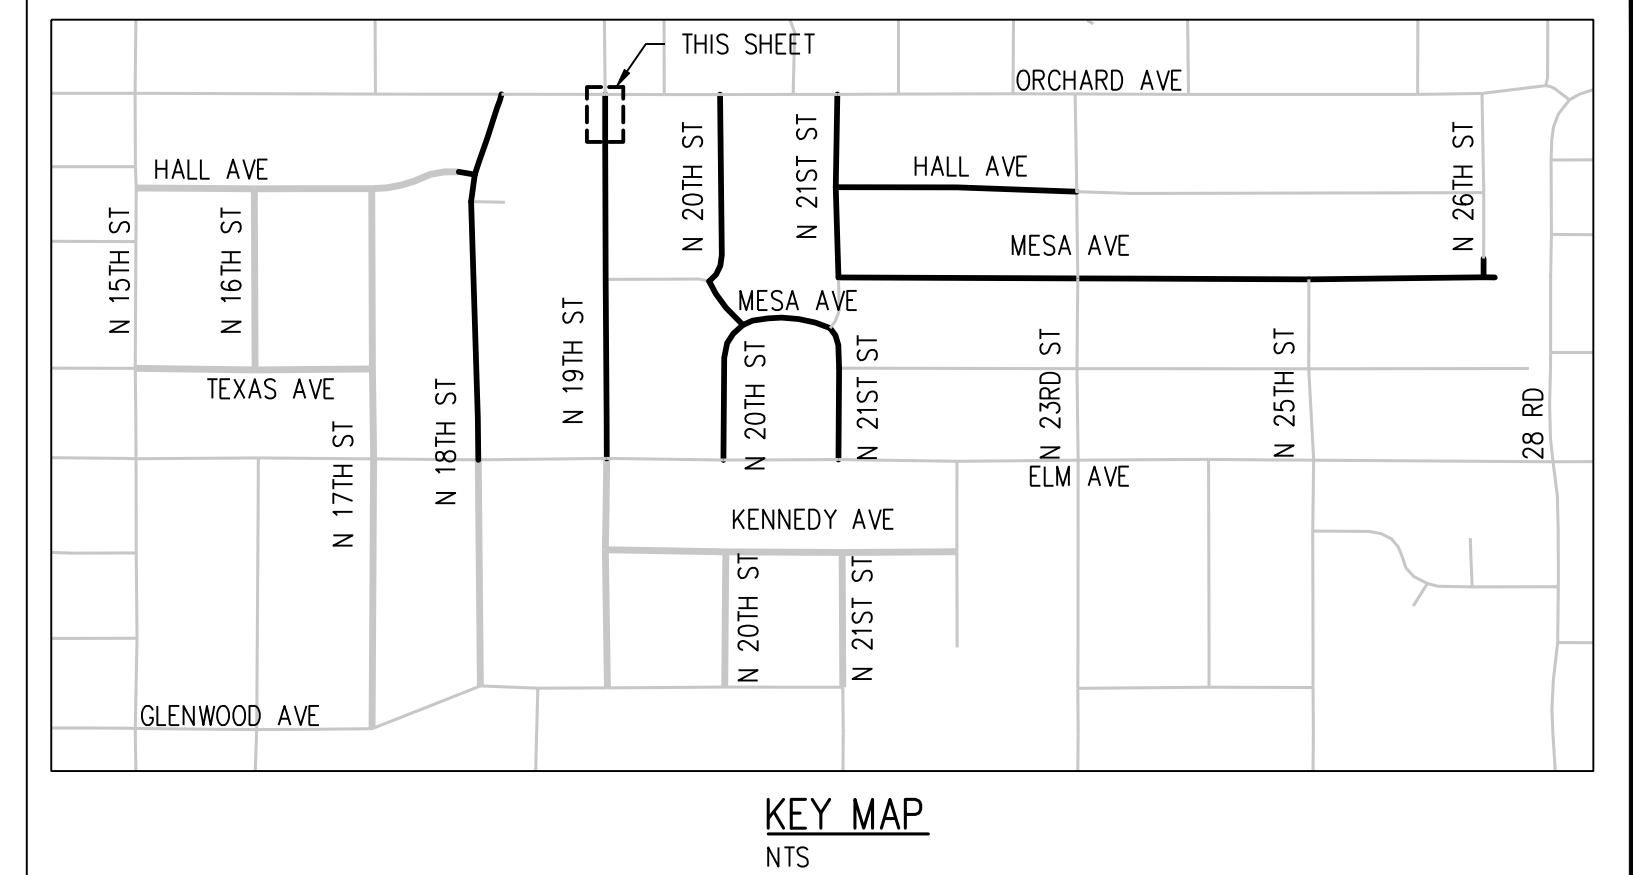 THIS SHEET
ORCHARD AVE
HALL AVE
N 15TH ST
N 16TH ST
TEXAS AVE
N 17TH ST
N 18TH ST
N 19TH ST
N 20TH ST
N 21ST ST
HALL AVE
MESA AVE
N 26TH ST
MESA AVE
N 20TH ST
N 21ST ST
N 23RD ST
N 25TH ST
28 RD
ELM AVE
KENNEDY AVE
N 20TH ST
N 21ST ST
GLENWOOD AVE
KEY MAP
NTS